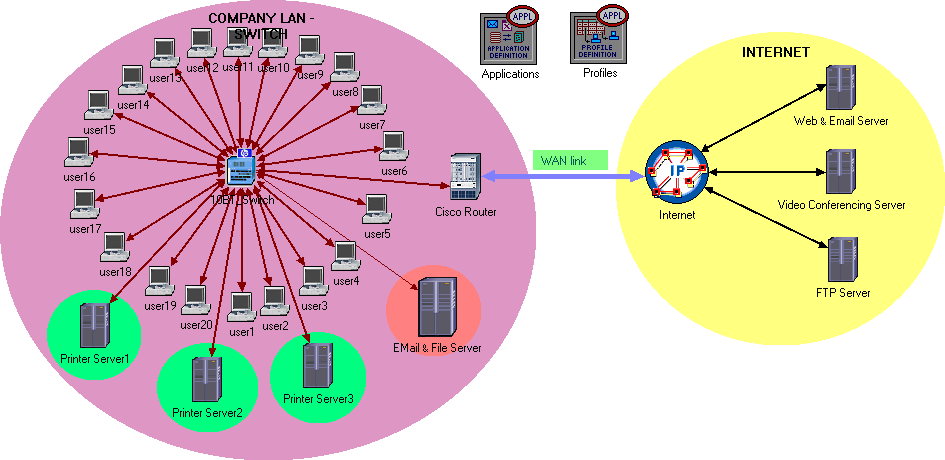 COMPANY LAN -
SWITCH
user12
user11
user10
user13
user9
user14
user8
user15
user7
user16
user6
10BT Switch
user17
user5
user18
user4
user19
user3
user20
user1
user2
Printer Server1
Printer Server2
Printer Server3
EMail & File Server
Cisco Router
WAN link
APPL
APPLICATION
DEFINITION
Applications
APPL
PROFILE
DEFINITION
Profiles
INTERNET
IP
Internet
Web & Email Server
Video Conferencing Server
FTP Server